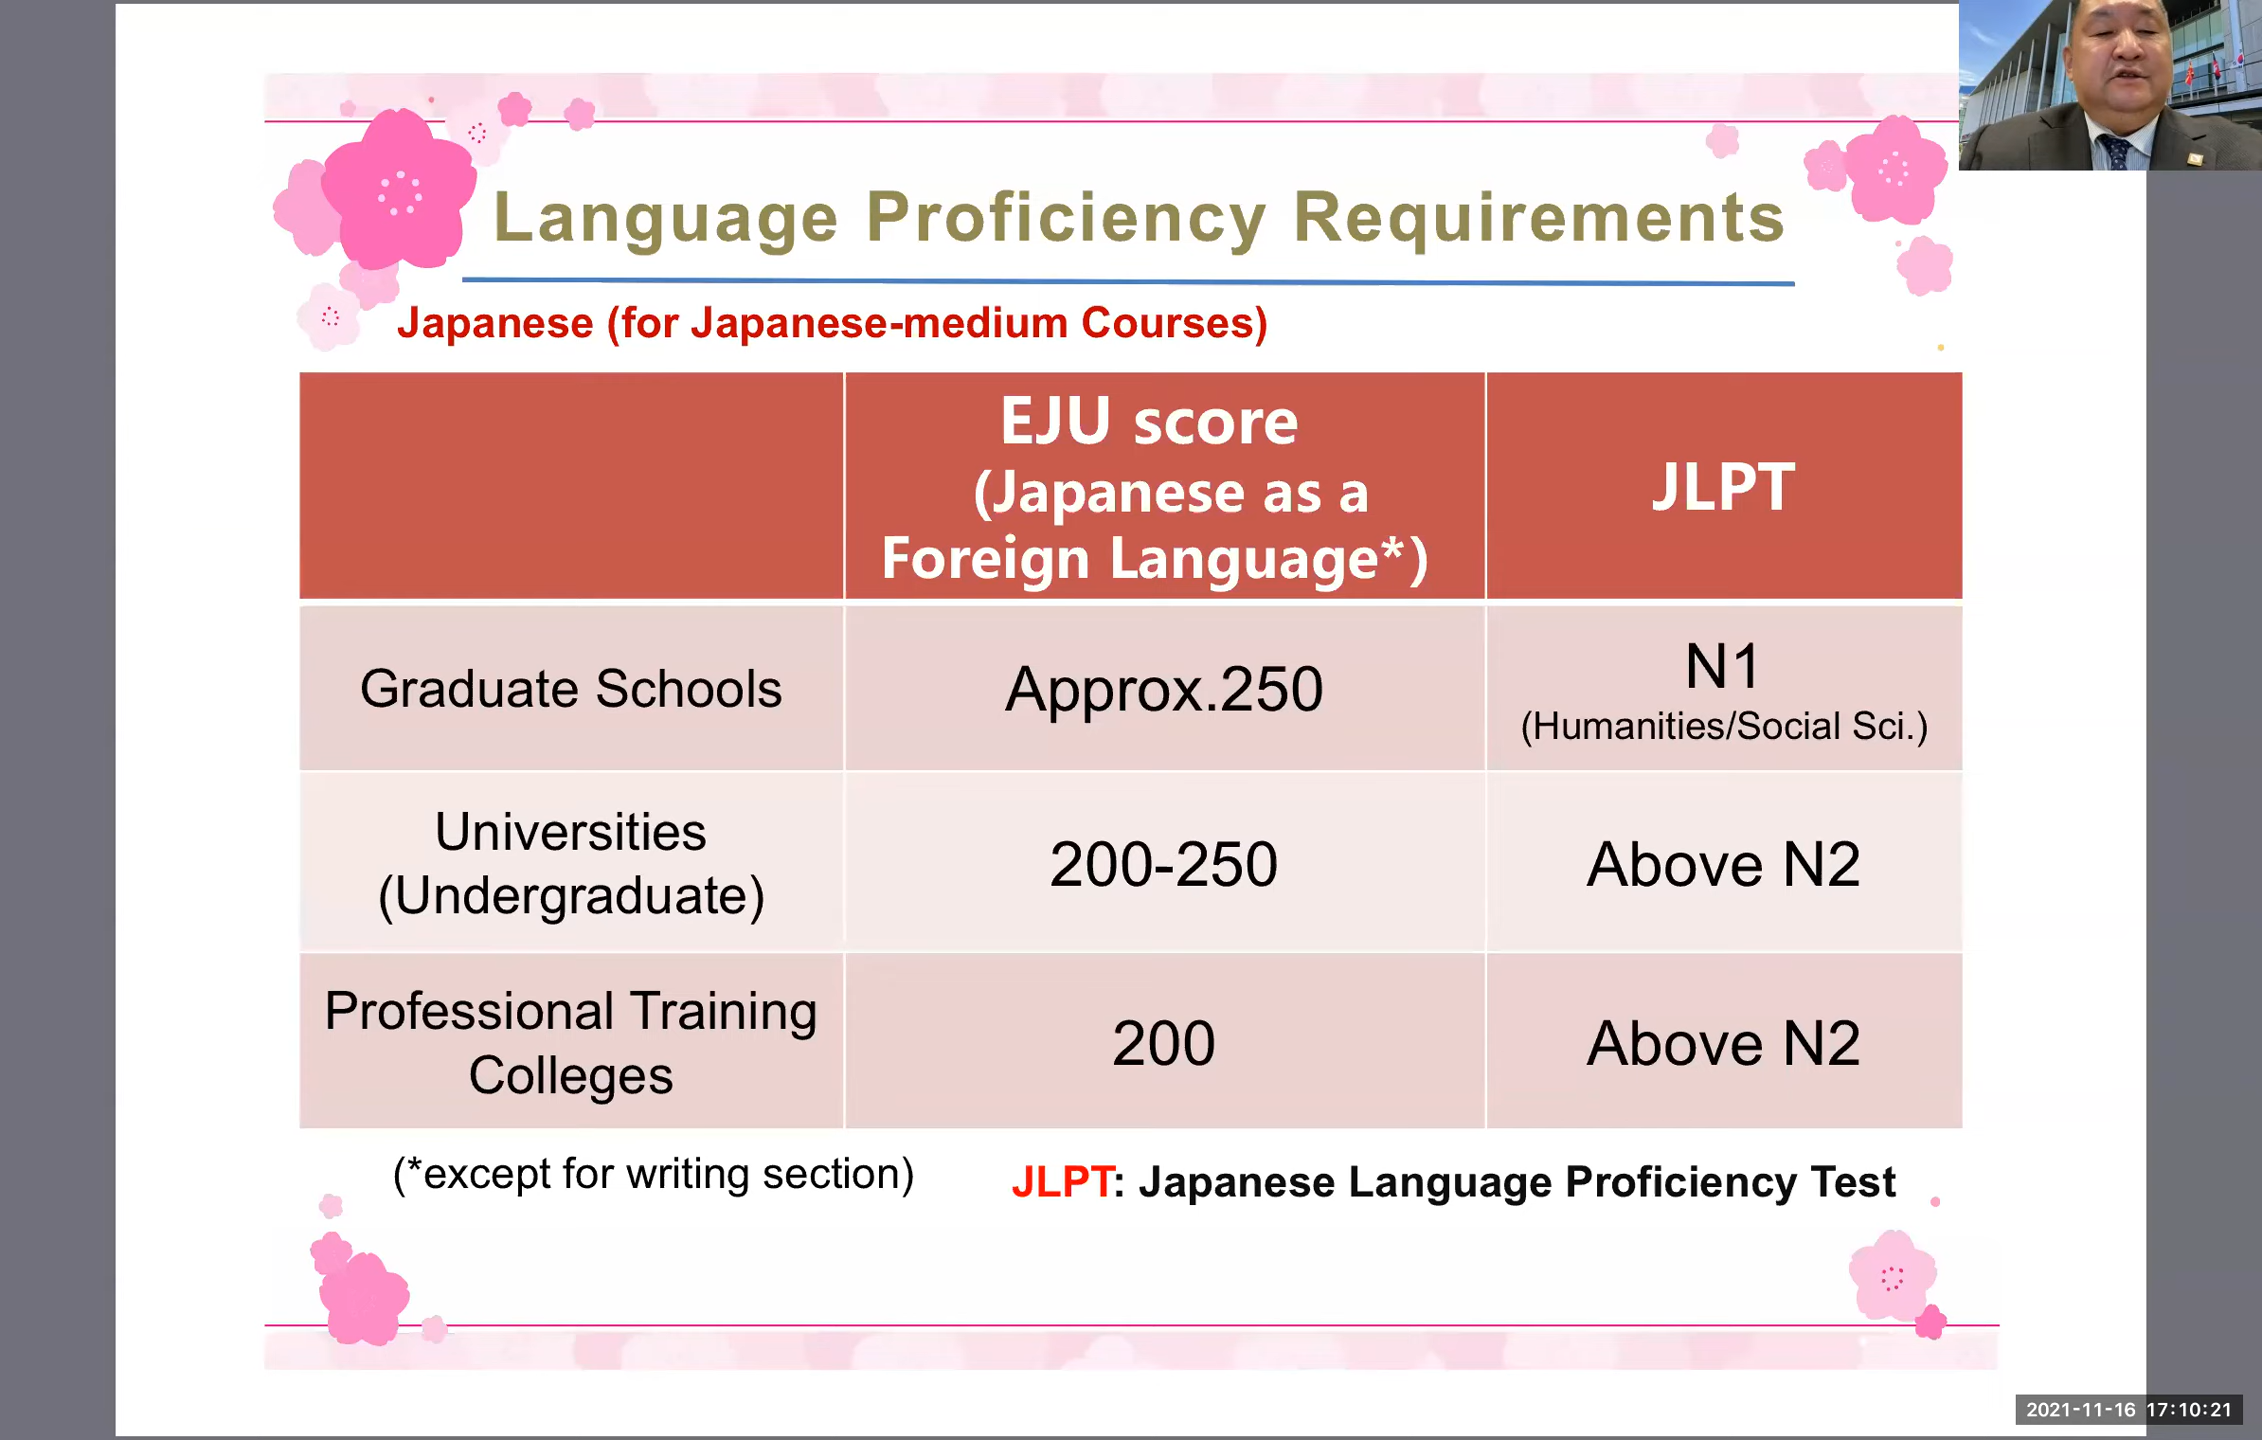 Language Proficiency Requirements
Japanese (for Japanese-medium Courses)
EJU score
(Japanese as a
Foreign Language*)
JLPT
Graduate Schools
Approx.250
N1
(Humanities/Social Sci.)
Universities
(Undergraduate)
200-250
Above N2
Professional Training
Colleges
200
Above N2
(*except for writing section)
JLPT: Japanese Language Proficiency Test
2021-11-16 17:10:21